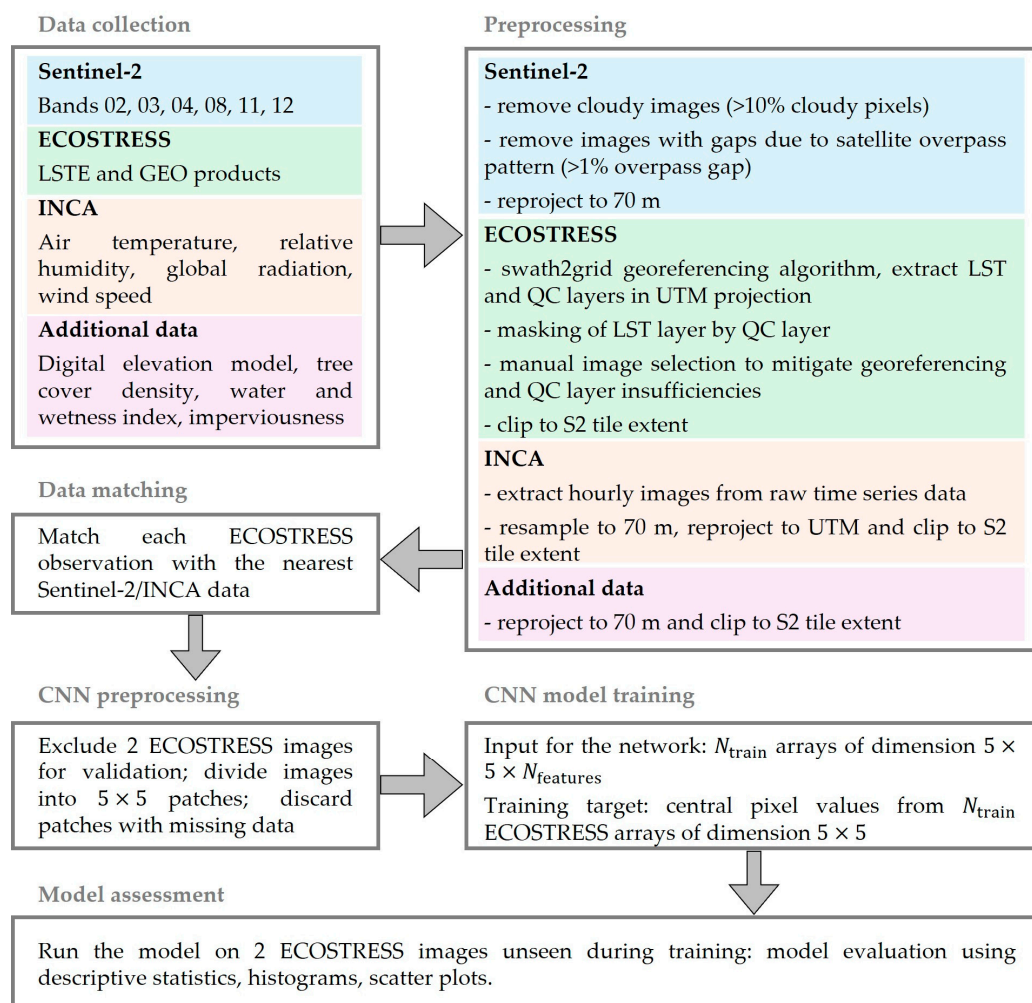 Data collection
Sentinel-2
Bands 02, 03, 04, 08, 11, 12
ECOSTRESS
LSTE and GEO products
INCA
Air temperature, relative
humidity, global radiation,
wind speed
Additional data
Digital elevation model, tree
cover density, water and
wetness index, imperviousness
Preprocessing
Sentinel-2
- remove cloudy images (>10% cloudy pixels)
- remove images with gaps due to satellite overpass
pattern (>1% overpass gap)
- reproject to 70 m
ECOSTRESS
- swath2grid georeferencing algorithm, extract LST
and QC layers in UTM projection
- masking of LST layer by QC layer
- manual image selection to mitigate georeferencing
and QC layer insufficiencies
- clip to S2 tile extent
INCA
- extract hourly images from raw time series data
- resample to 70 m, reproject to UTM and clip to S2
tile extent
Additional data
- reproject to 70 m and clip to S2 tile extent
Data matching
Match each ECOSTRESS
observation with the nearest
Sentinel-2/INCA data
CNN preprocessing
Exclude 2 ECOSTRESS images
for validation; divide images
into 5 × 5 patches; discard
patches with missing data
CNN model training
Input for the network: N_train arrays of dimension 5 ×
5 × N_features
Training target: central pixel values from N_train
ECOSTRESS arrays of dimension 5 × 5
Model assessment
Run the model on 2 ECOSTRESS images unseen during training: model evaluation using
descriptive statistics, histograms, scatter plots.